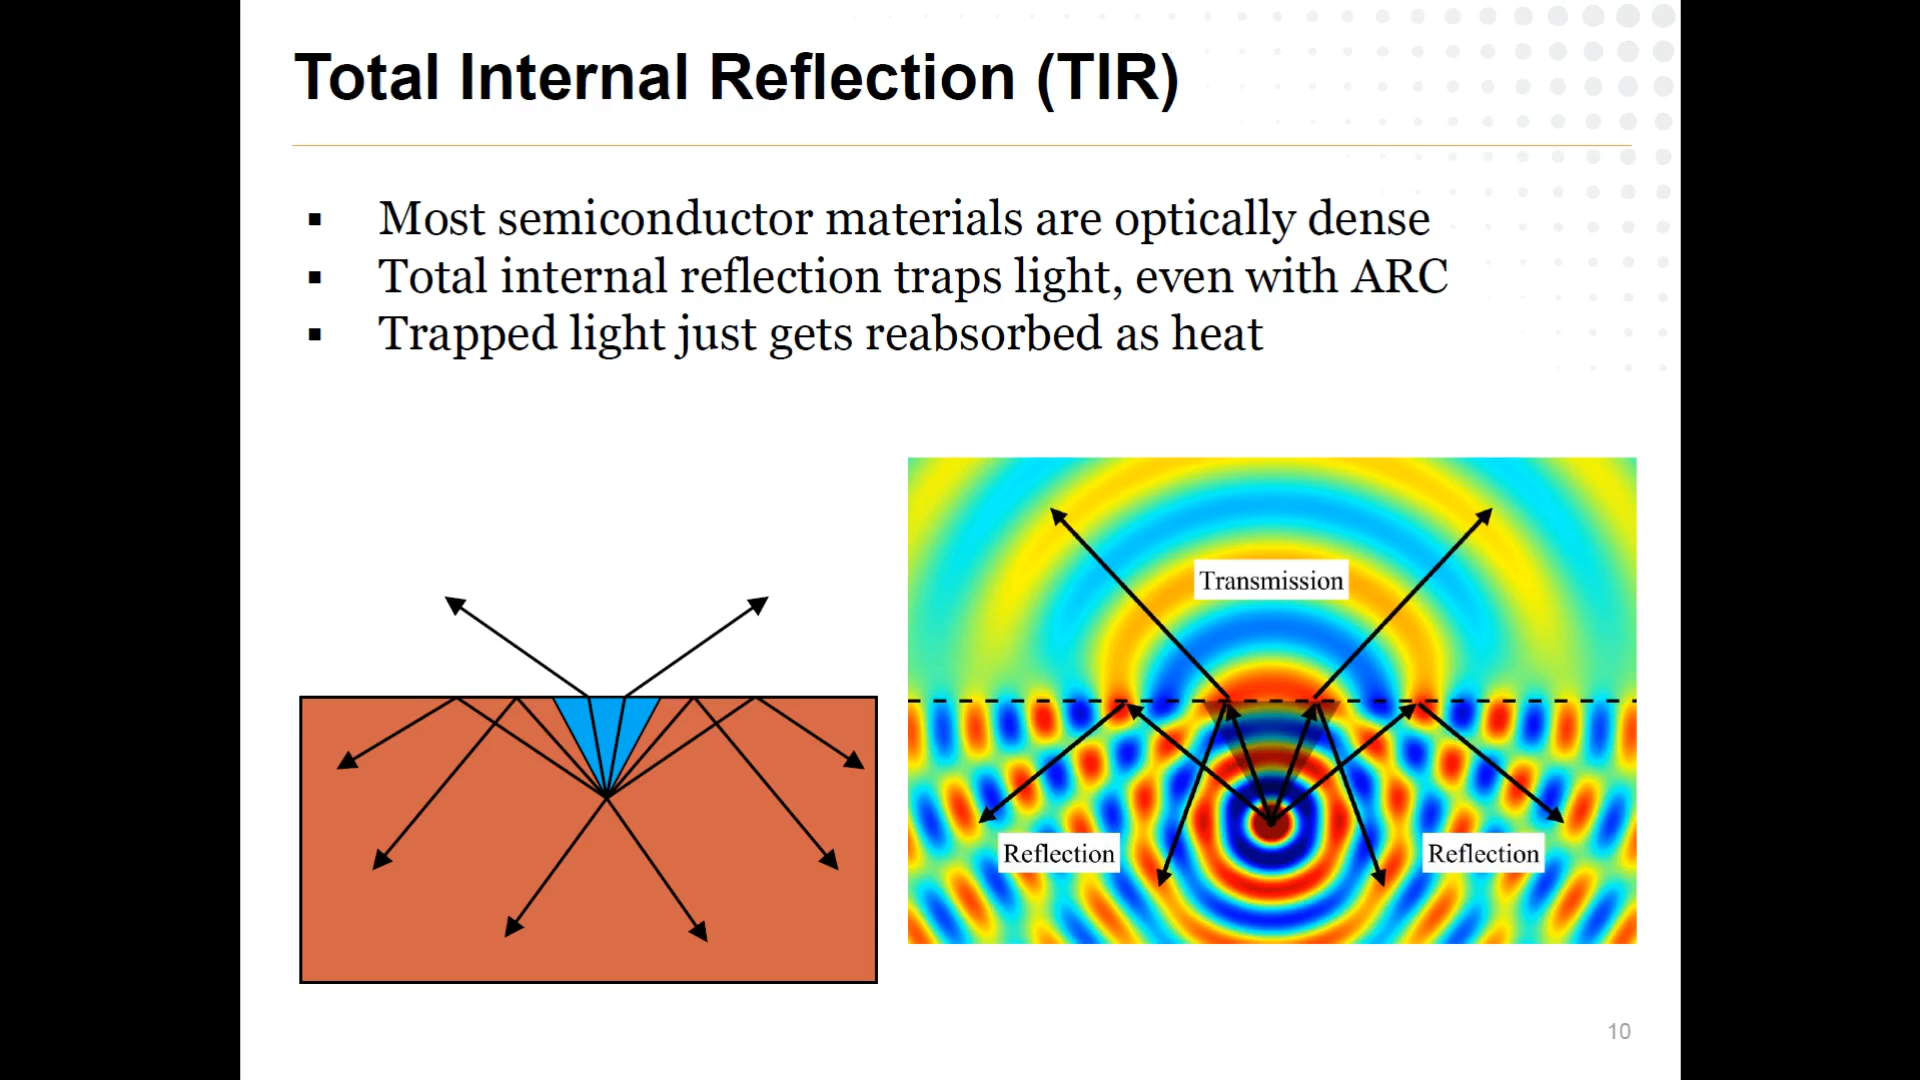 Total Internal Reflection (TIR)
▪ Most semiconductor materials are optically dense
▪ Total internal reflection traps light, even with ARC
▪ Trapped light just gets reabsorbed as heat
Transmission
Reflection
Reflection
10